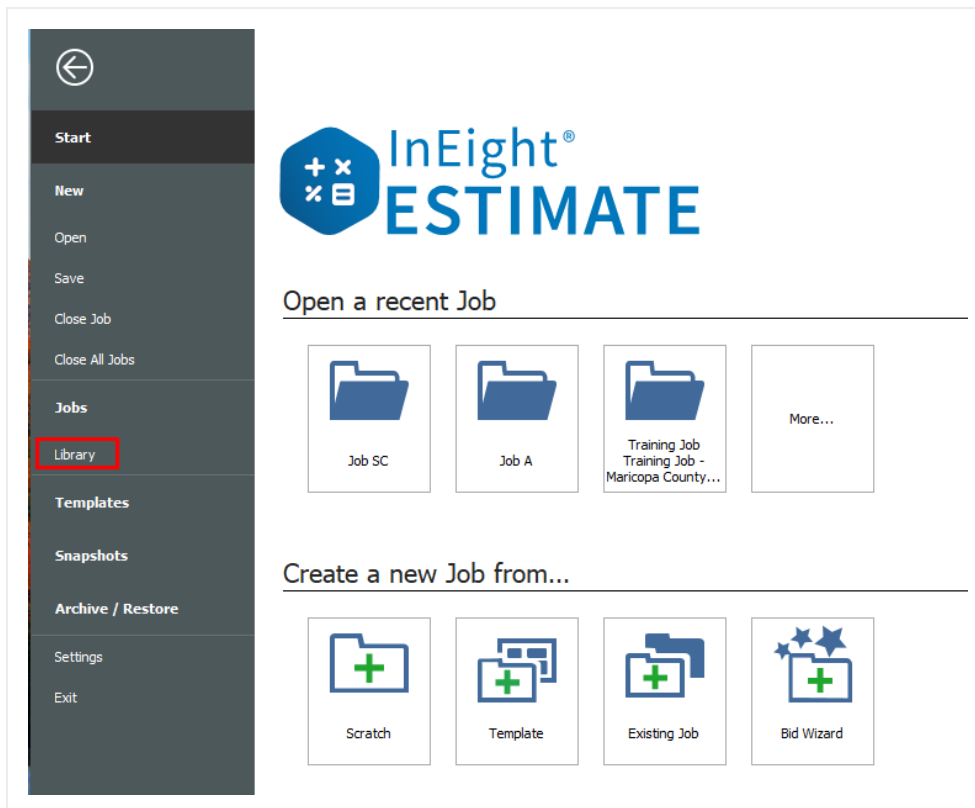 Start
New
Open
Save
Close Job
Close All Jobs
Jobs
Library
Templates
Snapshots
Archive / Restore
Settings
Exit
InEight®
ESTIMATE
Open a recent Job
Job SC
Job A
Training Job
Training Job -
Maricopa County...
More...
Create a new Job from...
Scratch
Template
Existing Job
Bid Wizard